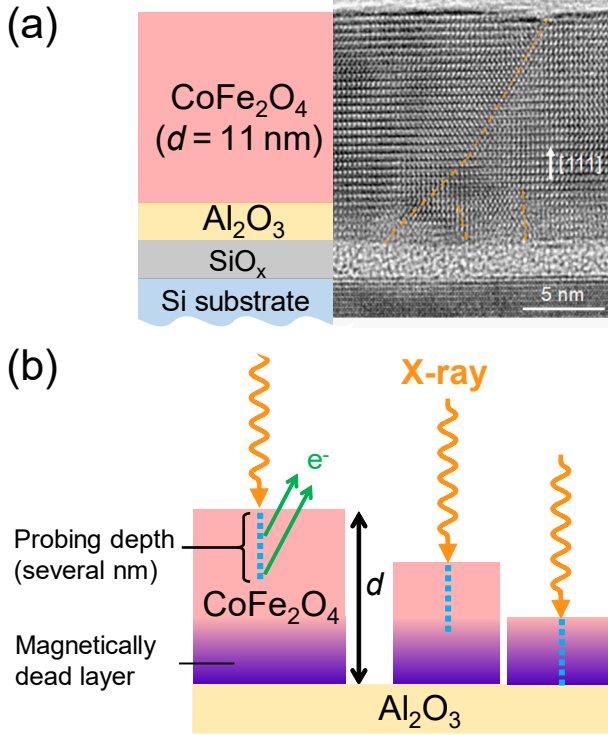 (a)
CoFe₂O₄
(d = 11 nm)
[111]
Al₂O₃
SiOₓ
Si substrate
5 nm
(b)
X-ray
e⁻
Probing depth
(several nm)
d
CoFe₂O₄
Magnetically
dead layer
Al₂O₃